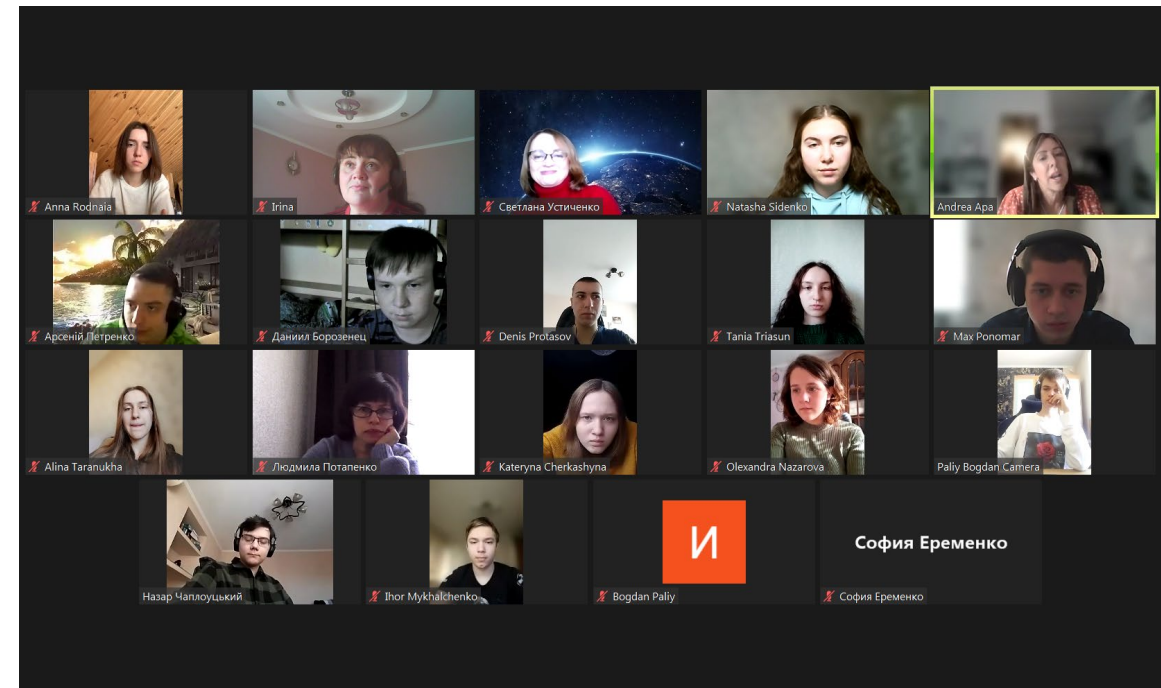 Anna Rodnaia
Irina
Светлана Устиченко
Natasha Sidenko
Andrea Apa
Арсеній Петренко
Даниил Борозенец
Denis Protasov
Tania Triasun
Max Ponomar
Alina Taranukha
Людмила Потапенко
Kateryna Cherkashyna
Olexandra Nazarova
Paliy Bogdan Camera
Назар Чаплоуцький
Ihor Mykhalchenko
И
Bogdan Paliy
София Еременко
София Еременко